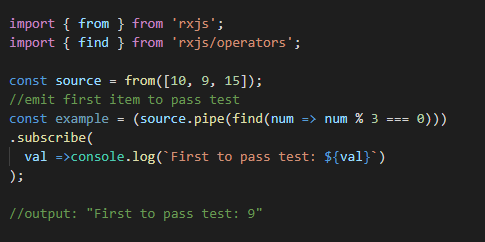 import { from } from 'rxjs';
import { find } from 'rxjs/operators';
const source = from([10, 9, 15]);
//emit first item to pass test
const example = (source.pipe(find(num => num % 3 === 0)))
.subscribe(
  val =>console.log(`First to pass test: ${val}`)
);
//output: "First to pass test: 9"